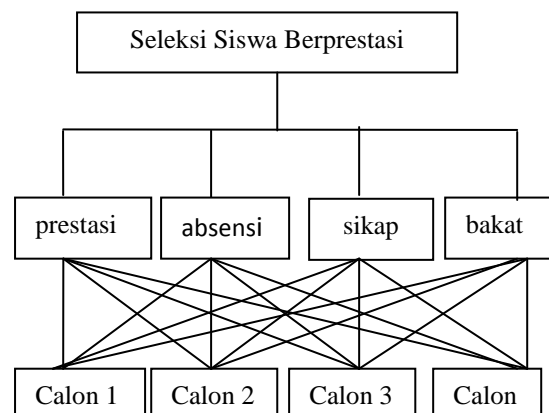 Seleksi Siswa Berprestasi
prestasi
absensi
sikap
bakat
Calon 1
Calon 2
Calon 3
Calon